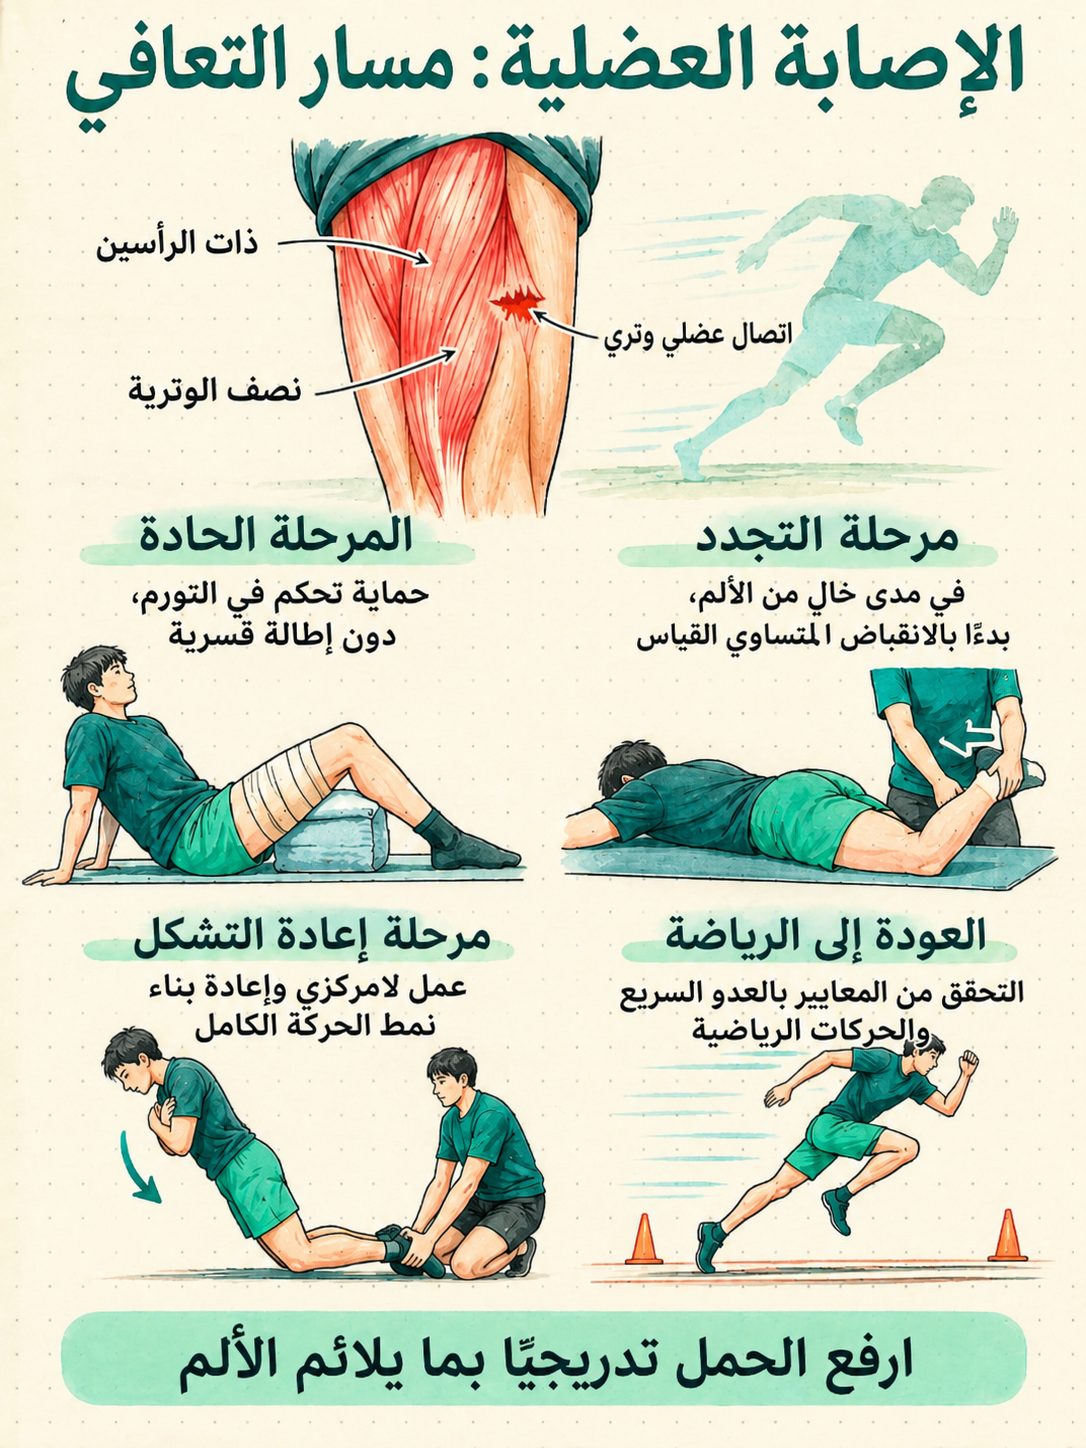 الإصابة العضلية: مسار التعافي
ذات الرأسين
اتصال عضلي وتري
نصف الوترية
المرحلة الحادة
حماية تحكم في التورم،
دون إطالة قسرية
مرحلة التجدد
في مدى خالٍ من الألم،
بدءًا بالانقباض المتساوي القياس
مرحلة إعادة التشكل
عمل لامركزي وإعادة بناء
نمط الحركة الكامل
العودة إلى الرياضة
التحقق من المعايير بالعدو السريع
والحركات الرياضية
ارفع الحمل تدريجيًّا بما يلائم الألم